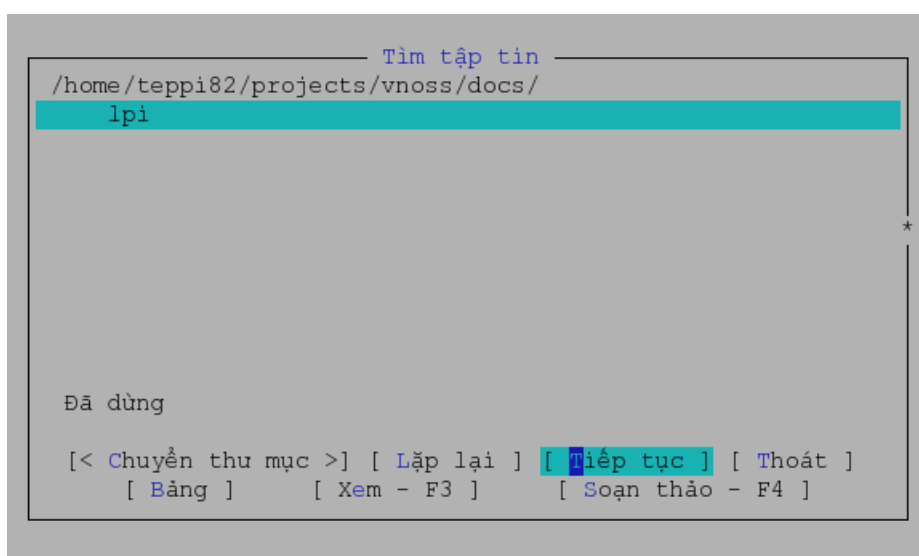 Tìm tập tin
/home/teppi82/projects/vnoss/docs/
lpi
*
Đã dừng
[< Chuyển thư mục >] [ Lặp lại ] [ Tiếp tục ] [ Thoát ]
[ Bảng ] [ Xem - F3 ] [ Soạn thảo - F4 ]